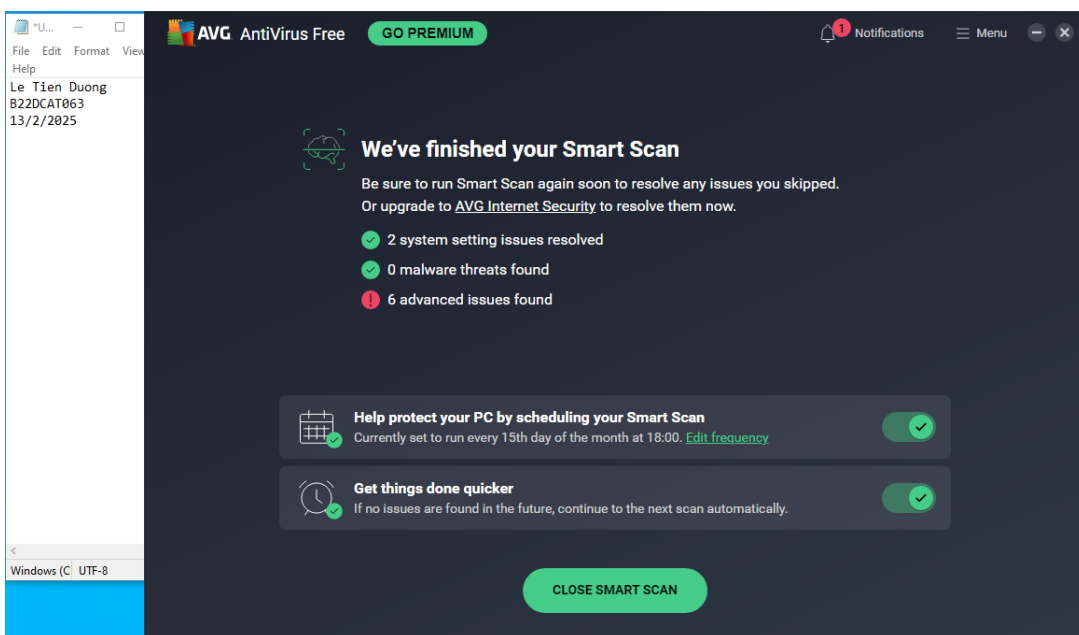 *U...
File Edit Format View
Help
Le Tien Duong
B22DCAT063
13/2/2025
Windows (C UTF-8
AVG AntiVirus Free GO PREMIUM 1 Notifications Menu
We've finished your Smart Scan
Be sure to run Smart Scan again soon to resolve any issues you skipped.
Or upgrade to AVG Internet Security to resolve them now.
2 system setting issues resolved
0 malware threats found
6 advanced issues found
Help protect your PC by scheduling your Smart Scan
Currently set to run every 15th day of the month at 18:00. Edit frequency
Get things done quicker
If no issues are found in the future, continue to the next scan automatically.
CLOSE SMART SCAN